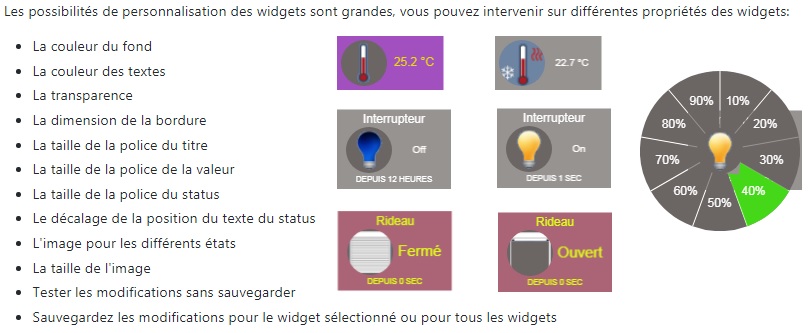 Les possibilités de personnalisation des widgets sont grandes, vous pouvez intervenir sur différentes propriétés des widgets:
La couleur du fond
La couleur des textes
La transparence
La dimension de la bordure
La taille de la police du titre
La taille de la police de la valeur
La taille de la police du status
Le décalage de la position du texte du status
L'image pour les différents états
La taille de l'image
Tester les modifications sans sauvegarder
Sauvegardez les modifications pour le widget sélectionné ou pour tous les widgets
25.2 °C
22.7 °C
Interrupteur
Off
DEPUIS 12 HEURES
Interrupteur
On
DEPUIS 1 SEC
Rideau
Fermé
DEPUIS 0 SEC
Rideau
Ouvert
DEPUIS 0 SEC
10%
20%
30%
40%
50%
60%
70%
80%
90%